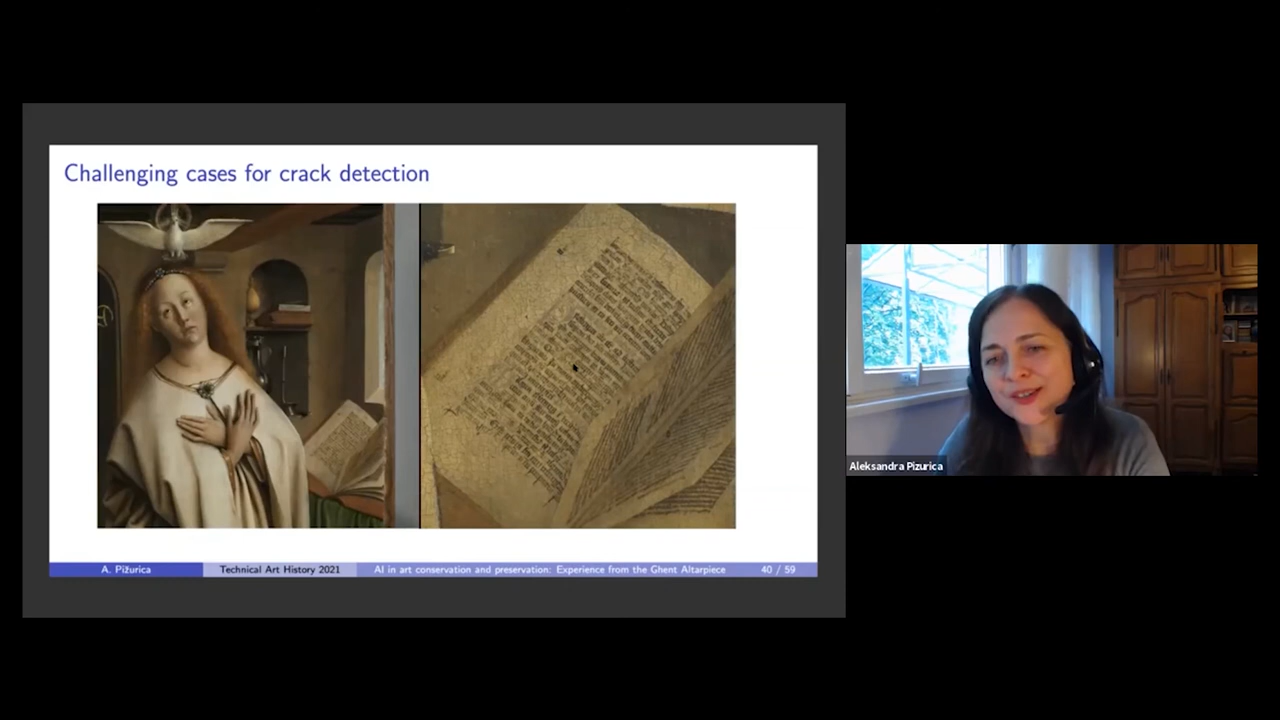 Challenging cases for crack detection
A. Pižurica
Technical Art History 2021
AI in art conservation and preservation: Experience from the Ghent Altarpiece
40 / 59
Aleksandra Pizurica